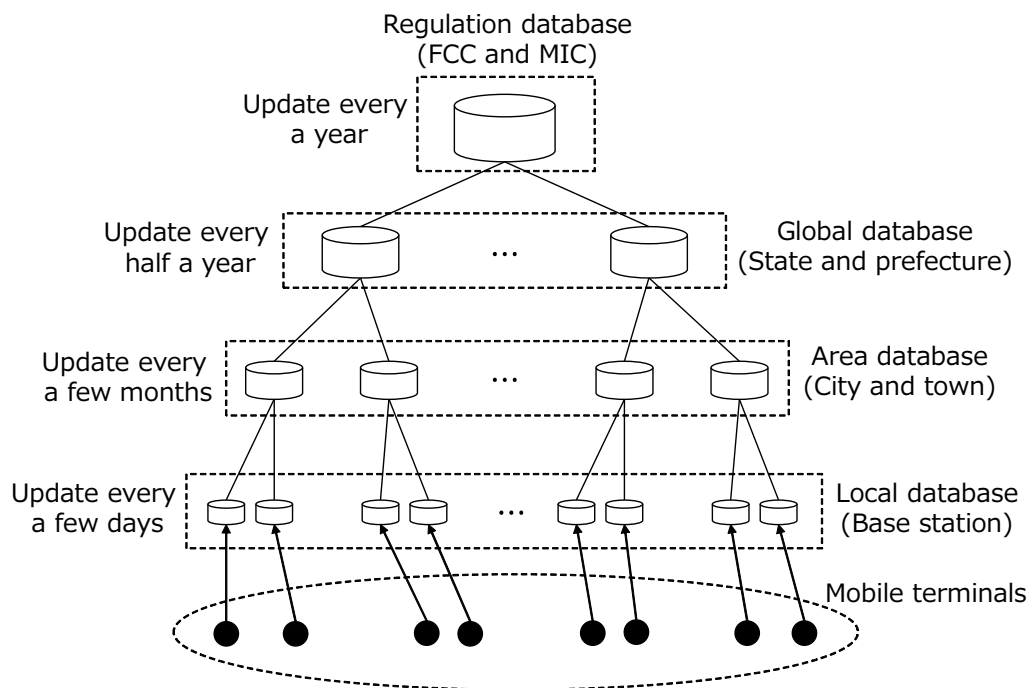 Regulation database
(FCC and MIC)
Update every
a year
Update every
half a year
...
Global database
(State and prefecture)
Update every
a few months
...
Area database
(City and town)
Update every
a few days
...
Local database
(Base station)
Mobile terminals